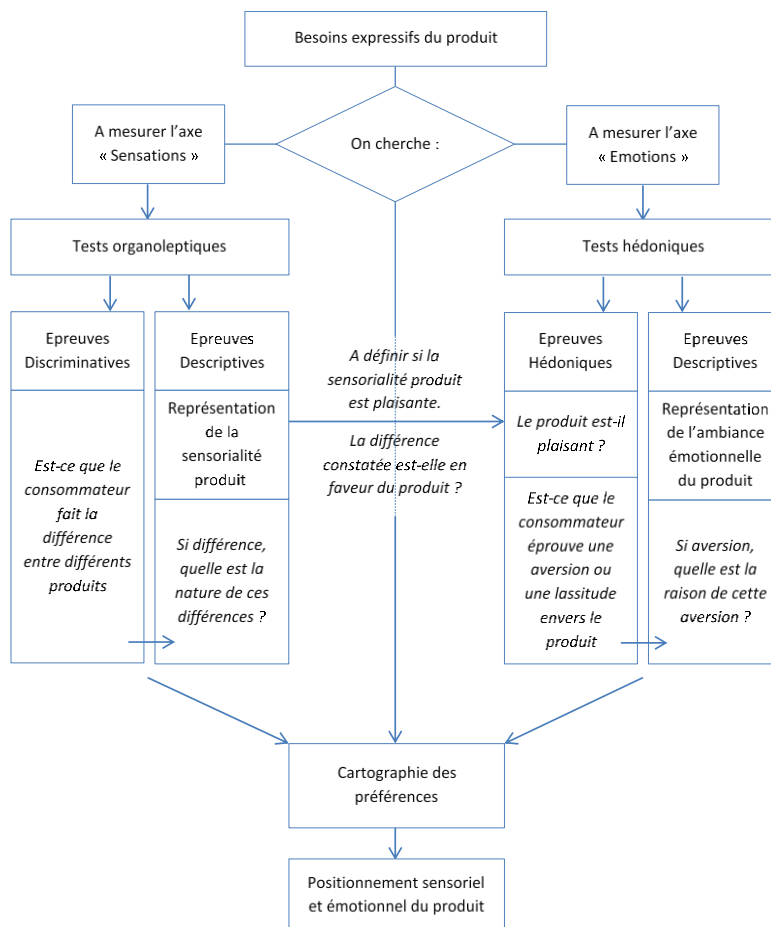 Besoins expressifs du produit
A mesurer l'axe
« Sensations »
On cherche :
A mesurer l'axe
« Emotions »
Tests organoleptiques
Tests hédoniques
Epreuves
Discriminatives
Epreuves
Descriptives
Est-ce que le
consommateur
fait la
différence
entre différents
produits
Représentation
de la
sensorialité
produit
Si différence,
quelle est la
nature de ces
différences ?
A définir si la
sensorialité produit
est plaisante.
La différence
constatée est-elle en
faveur du produit ?
Epreuves
Hédoniques
Epreuves
Descriptives
Le produit est-il
plaisant ?
Est-ce que le
consommateur
éprouve une
aversion ou
une lassitude
envers le
produit
Représentation
de l'ambiance
émotionnelle
du produit
Si aversion,
quelle est la
raison de cette
aversion ?
Cartographie des
préférences
Positionnement sensoriel
et émotionnel du produit